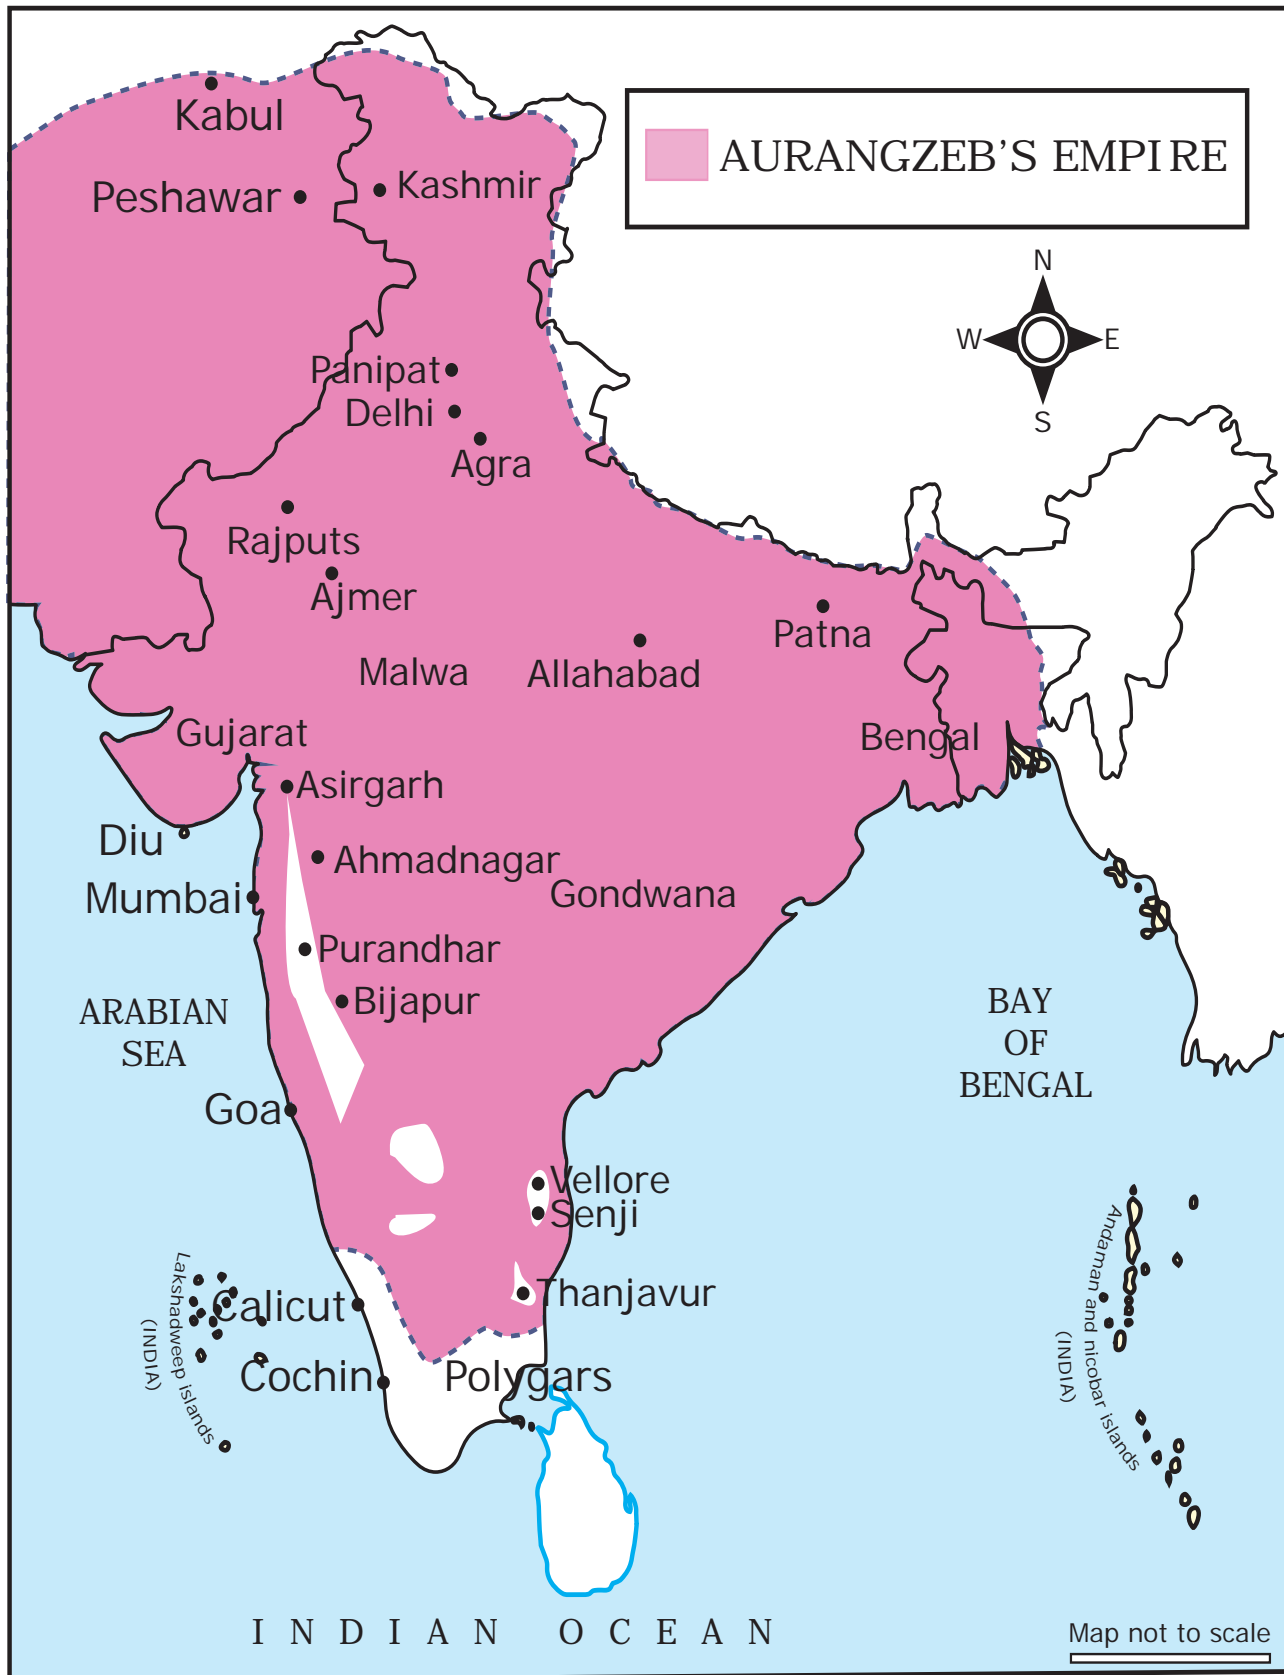 Kabul
AURANGZEB'S EMPIRE
Peshawar
Kashmir
N
W
E
S
Panipat
Delhi
Agra
Rajputs
Ajmer
Patna
Malwa
Allahabad
Gujarat
Bengal
Asirgarh
Diu
Ahmadnagar
Mumbai
Gondwana
Purandhar
Bijapur
ARABIAN
SEA
BAY
OF
BENGAL
Goa
Vellore
Senji
Lakshadweep islands
(INDIA)
Calicut
Thanjavur
Andaman and nicobar islands
(INDIA)
Cochin
Polygars
INDIAN OCEAN
Map not to scale